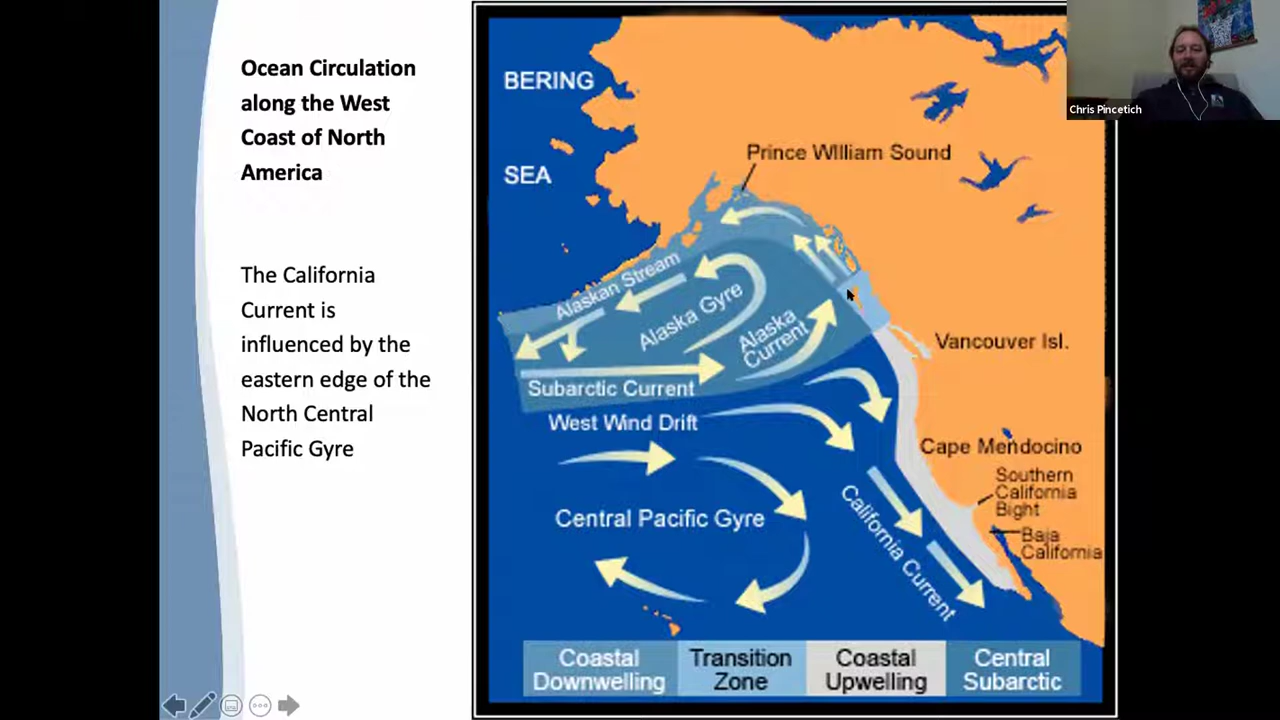 Ocean Circulation
along the West
Coast of North
America
The California
Current is
influenced by the
eastern edge of the
North Central
Pacific Gyre
BERING
SEA
Prince WIlliam Sound
Alaskan Stream
Alaska Gyre
Alaska
Current
Subarctic Current
West Wind Drift
Central Pacific Gyre
California Current
Vancouver Isl.
Cape Mendocino
Southern
California
Bight
Baja
California
Coastal
Downwelling
Transition
Zone
Coastal
Upwelling
Central
Subarctic
Chris Pincetich